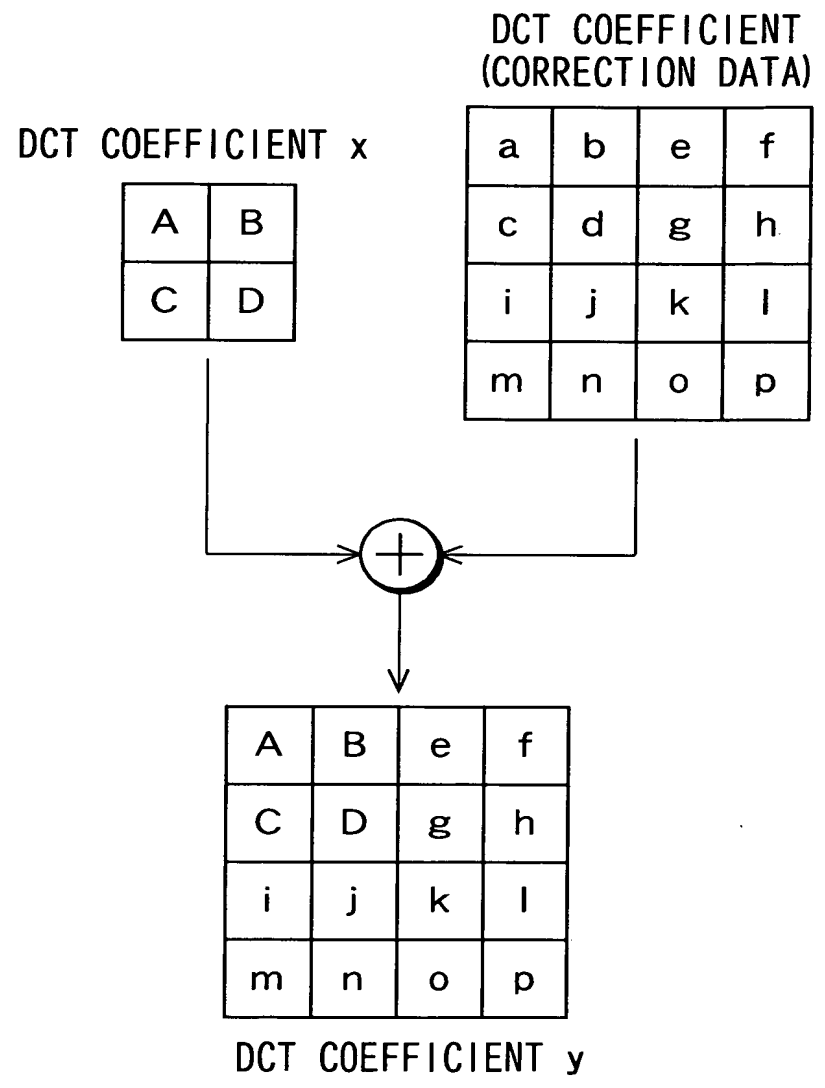 DCT COEFFICIENT
(CORRECTION DATA)
DCT COEFFICIENT x
a b e f
c d g h
i j k l
m n o p
A B
C D
+
A B e f
C D g h
i j k l
m n o p
DCT COEFFICIENT y